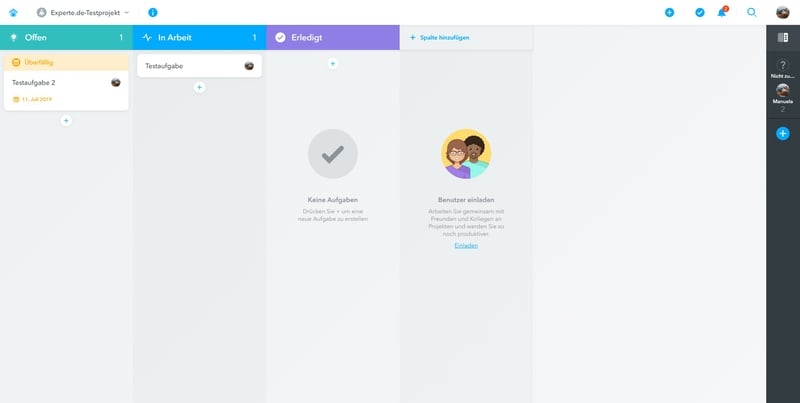 Experte.de-Testprojekt
2
Offen 1
In Arbeit 1
Erledigt
Spalte hinzufügen
Überfällig
Testaufgabe 2
11. Juli 2019
Testaufgabe
Keine Aufgaben
Drücken Sie + um eine
neue Aufgabe zu erstellen
Benutzer einladen
Arbeiten Sie gemeinsam mit
Freunden und Kollegen an
Projekten und werden Sie so
noch produktiver.
Einladen
Nicht zu...
Manuela
2